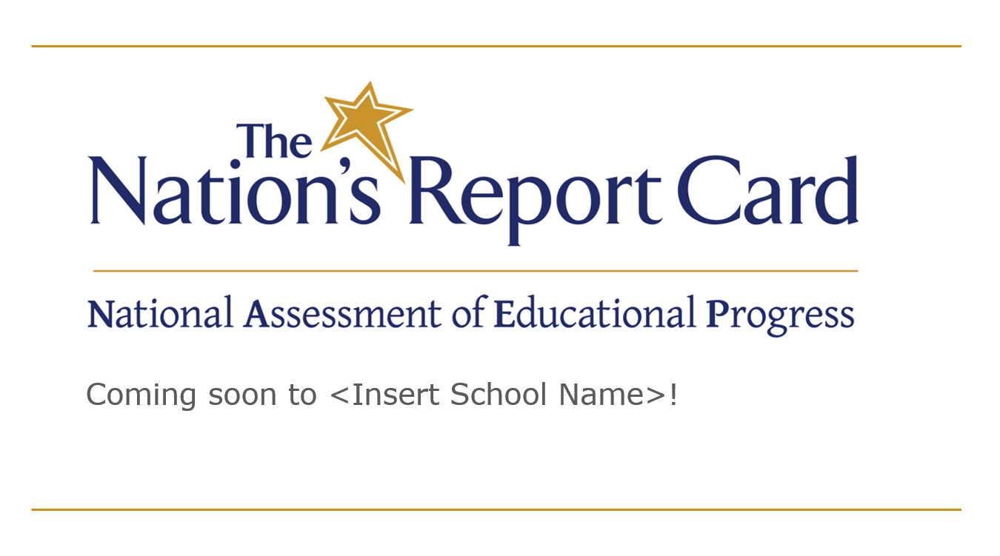 The
Nation's Report Card
National Assessment of Educational Progress
Coming soon to <Insert School Name>!